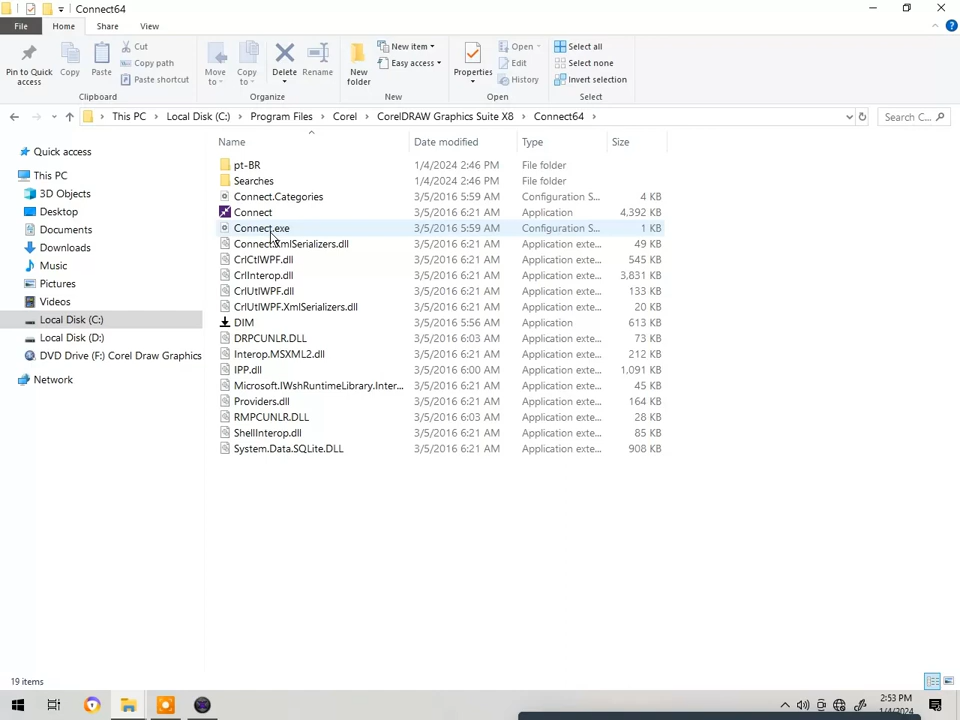 Connect64
File
Home
Share
View
Pin to Quick access
Copy
Paste
Cut
Copy path
Paste shortcut
Clipboard
Move to
Copy to
Delete
Rename
Organize
New folder
New item
Easy access
New
Properties
Open
Edit
History
Open
Select all
Select none
Invert selection
Select
This PC
Local Disk (C:)
Program Files
Corel
CorelDRAW Graphics Suite X8
Connect64
Search C...
Quick access
This PC
3D Objects
Desktop
Documents
Downloads
Music
Pictures
Videos
Local Disk (C:)
Local Disk (D:)
DVD Drive (F:) Corel Draw Graphics
Network
Name Date modified Type Size
pt-BR 1/4/2024 2:46 PM File folder
Searches 1/4/2024 2:46 PM File folder
Connect.Categories 3/5/2016 5:59 AM Configuration S... 4 KB
Connect 3/5/2016 6:21 AM Application 4,392 KB
Connect.exe 3/5/2016 5:59 AM Configuration S... 1 KB
Connect.XmlSerializers.dll 3/5/2016 6:21 AM Application exte... 49 KB
CrlCtlWPF.dll 3/5/2016 6:21 AM Application exte... 545 KB
CrlInterop.dll 3/5/2016 6:21 AM Application exte... 3,831 KB
CrlUtlWPF.dll 3/5/2016 6:21 AM Application exte... 133 KB
CrlUtlWPF.XmlSerializers.dll 3/5/2016 6:21 AM Application exte... 20 KB
DIM 3/5/2016 5:56 AM Application 613 KB
DRPCUNLR.DLL 3/5/2016 6:03 AM Application exte... 73 KB
Interop.MSXML2.dll 3/5/2016 6:21 AM Application exte... 212 KB
IPP.dll 3/5/2016 6:00 AM Application exte... 1,091 KB
Microsoft.IWshRuntimeLibrary.Inter... 3/5/2016 6:21 AM Application exte... 45 KB
Providers.dll 3/5/2016 6:21 AM Application exte... 164 KB
RMPCUNLR.DLL 3/5/2016 6:03 AM Application exte... 28 KB
ShellInterop.dll 3/5/2016 6:21 AM Application exte... 85 KB
System.Data.SQLite.DLL 3/5/2016 6:21 AM Application exte... 908 KB
19 items
2:53 PM
1/4/2024